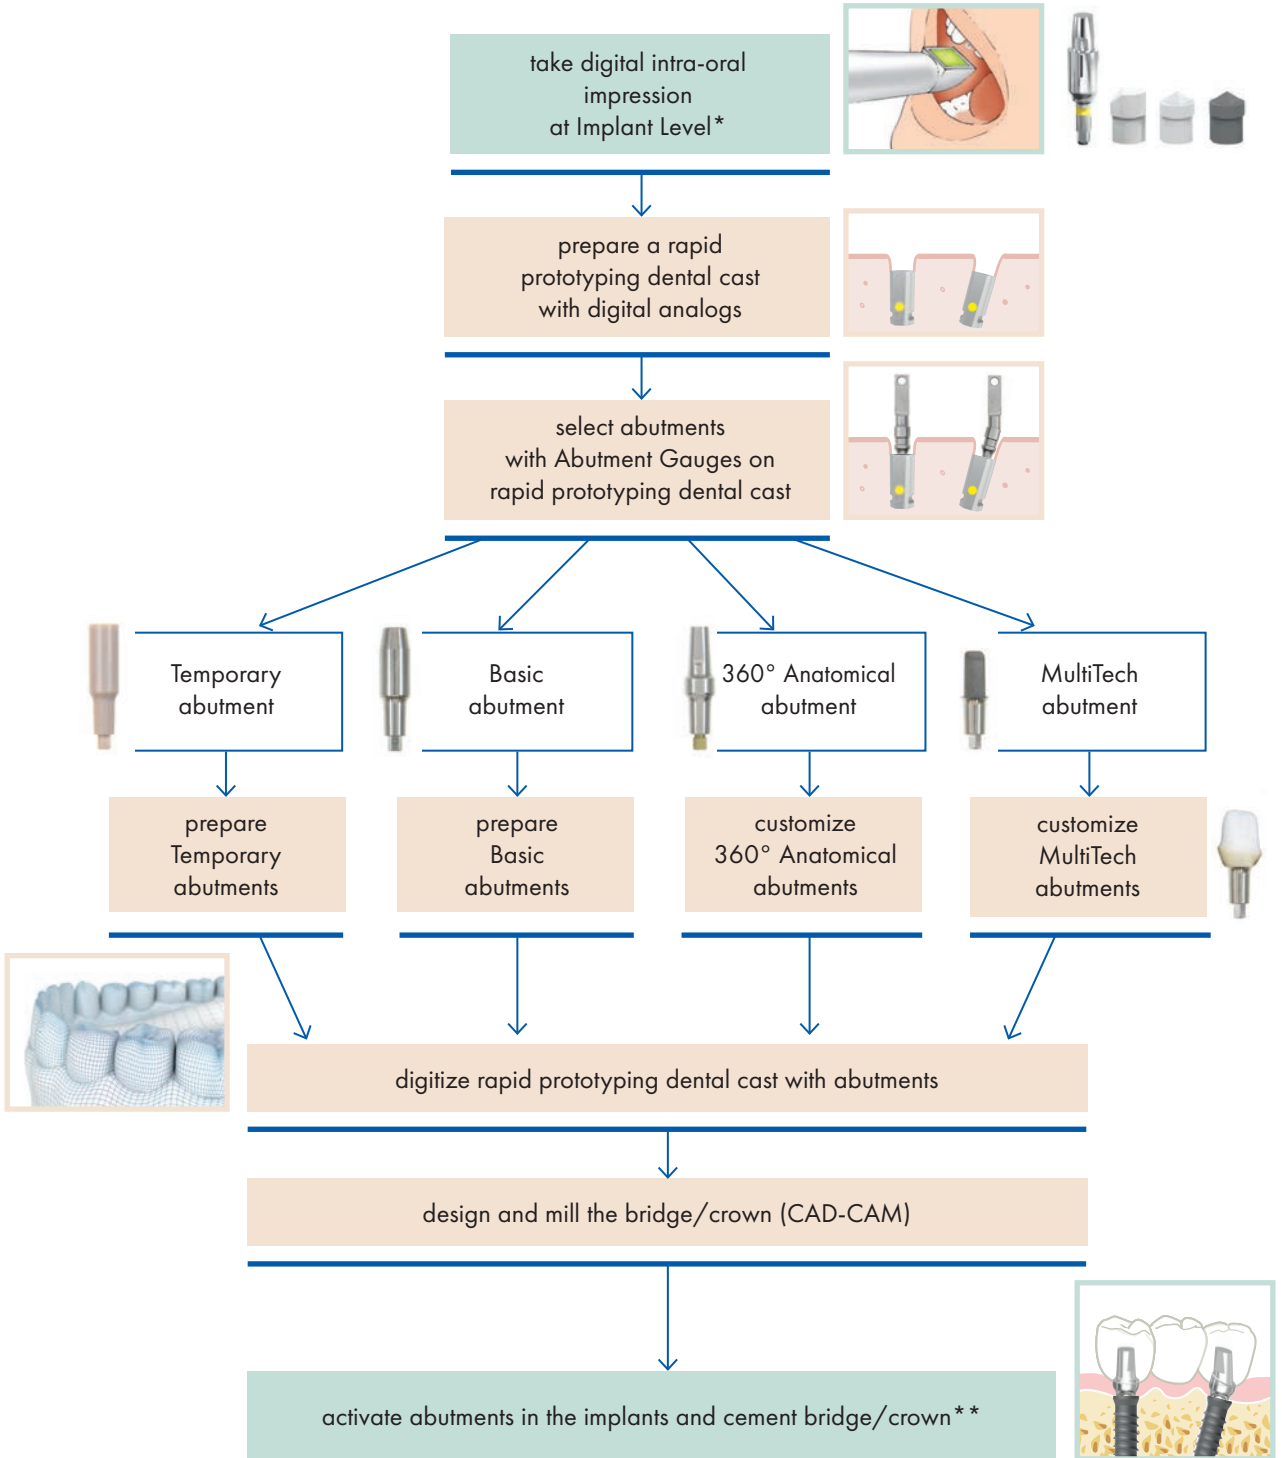 take digital intra-oral
impression
at Implant Level*
prepare a rapid
prototyping dental cast
with digital analogs
select abutments
with Abutment Gauges on
rapid prototyping dental cast
Temporary
abutment
Basic
abutment
360° Anatomical
abutment
MultiTech
abutment
prepare
Temporary
abutments
prepare
Basic
abutments
customize
360° Anatomical
abutments
customize
MultiTech
abutments
digitize rapid prototyping dental cast with abutments
design and mill the bridge/crown (CAD-CAM)
activate abutments in the implants and cement bridge/crown**